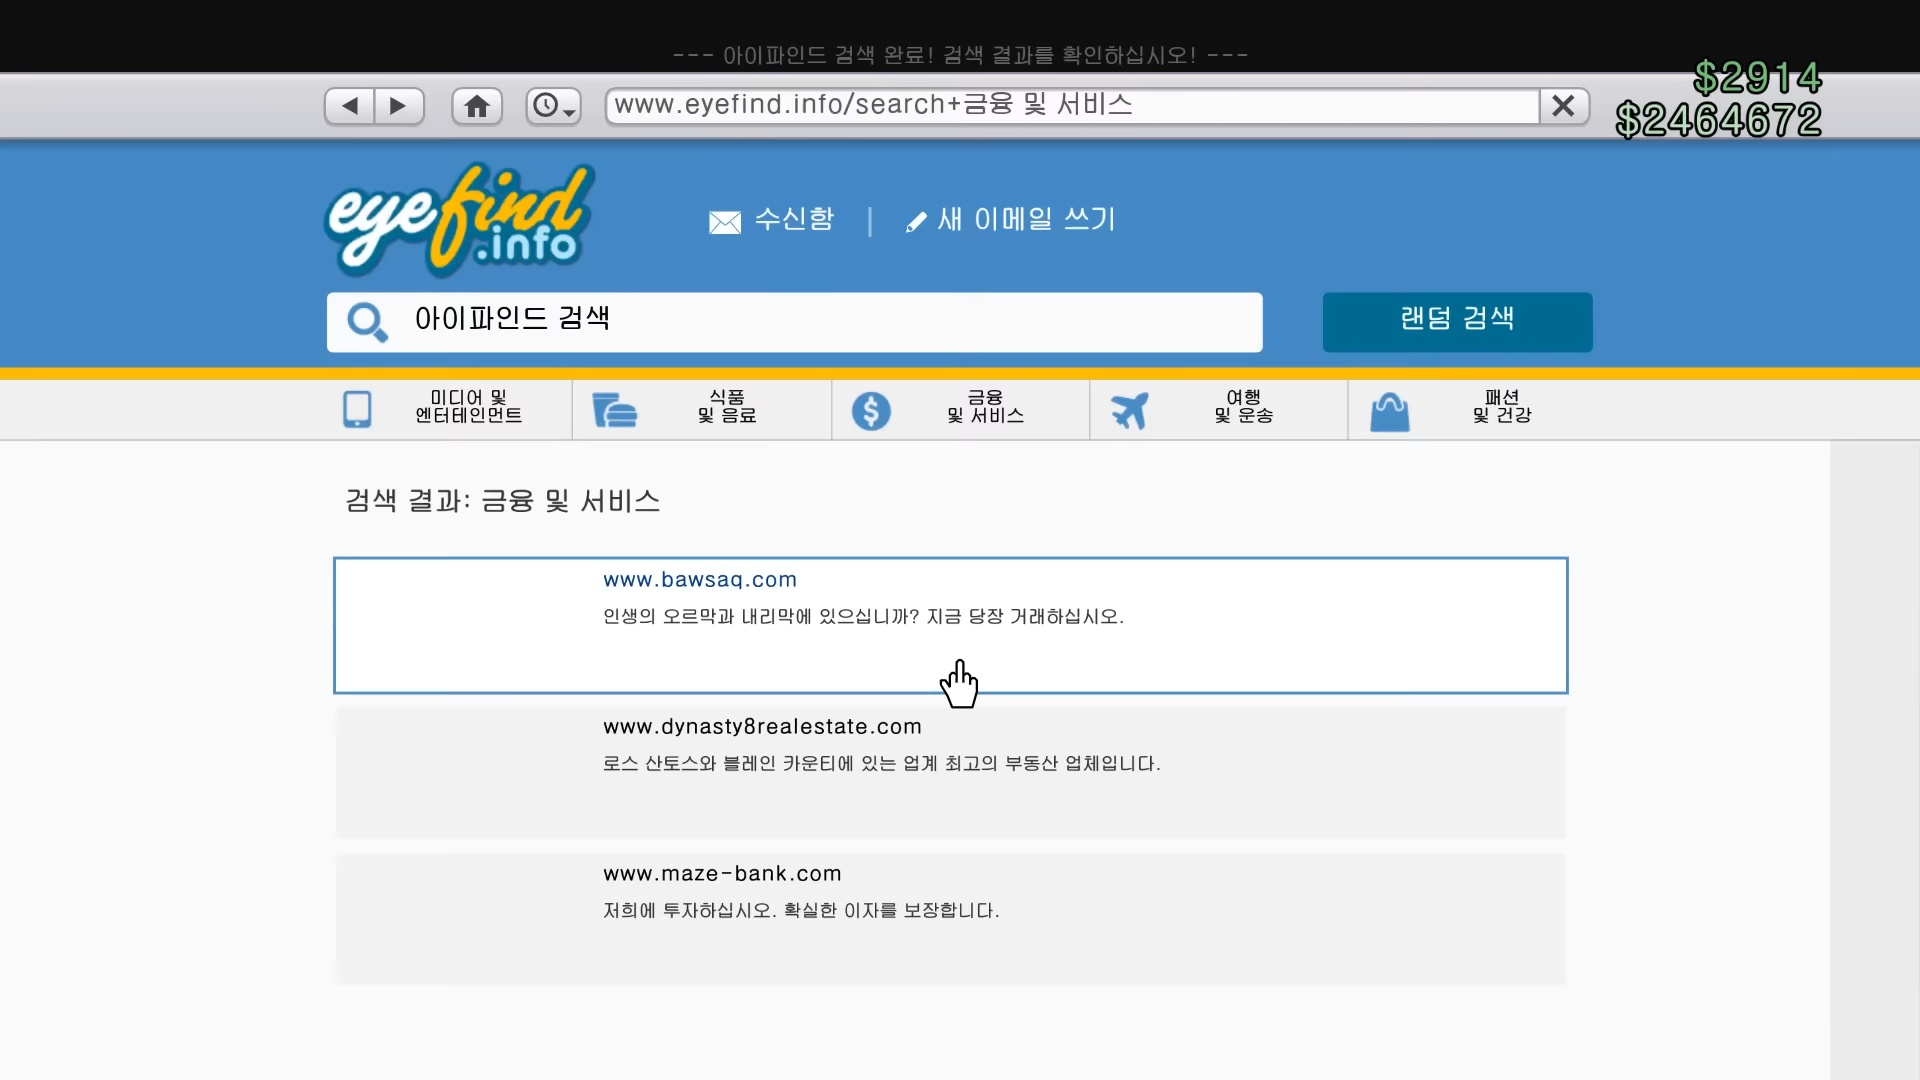 --- 아이파인드 검색 완료! 검색 결과를 확인하십시오! ---
$2914
www.eyefind.info/search+금융 및 서비스
$2464672
eyefind
.info
수신함 | 새 이메일 쓰기
아이파인드 검색
랜덤 검색
미디어 및
엔터테인먼트
식품
및 음료
금융
및 서비스
여행
및 운송
패션
및 건강
검색 결과: 금융 및 서비스
www.bawsaq.com
인생의 오르막과 내리막에 있으십니까? 지금 당장 거래하십시오.
www.dynasty8realestate.com
로스 산토스와 블레인 카운티에 있는 업계 최고의 부동산 업체입니다.
www.maze-bank.com
저희에 투자하십시오. 확실한 이자를 보장합니다.